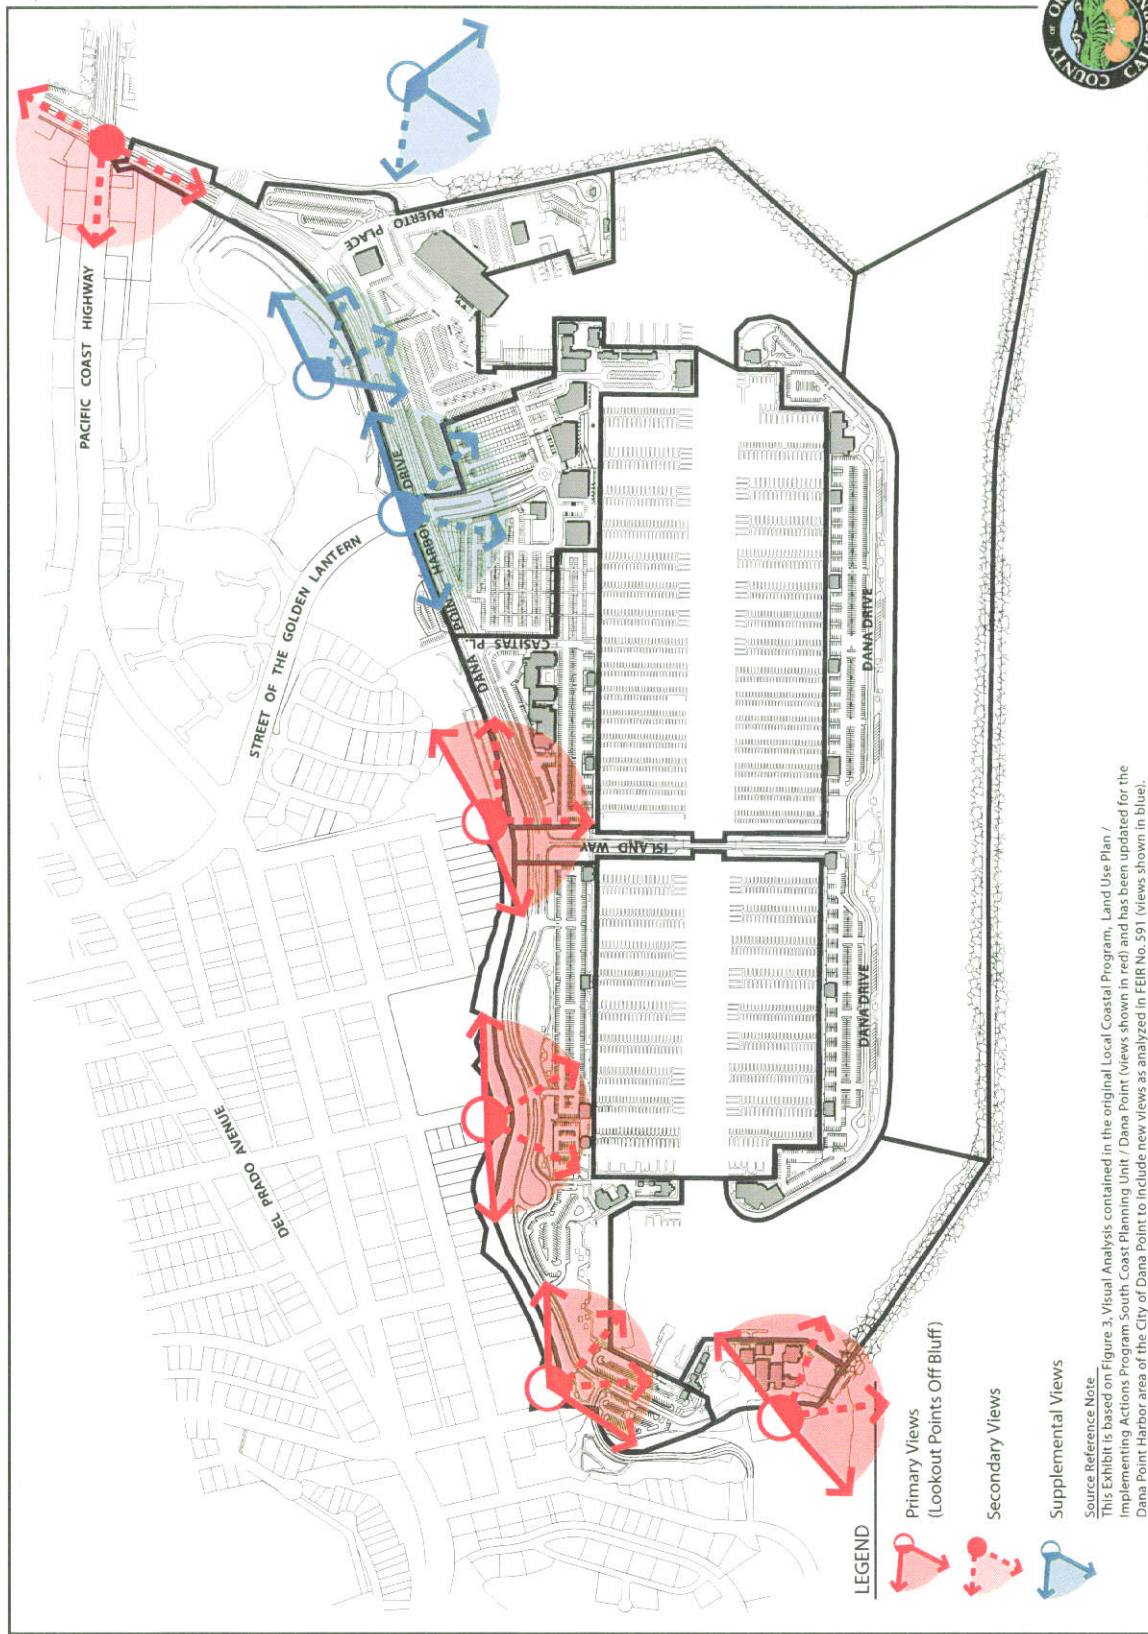 COUNTY OF OR
CALIFOR
PACIFIC COAST HIGHWAY
PUERTO PLACE
STREET OF THE GOLDEN LANTERN
DANA POINT HARBOR DRIVE
CASITAS PL.
DEL PRADO AVENUE
ISLAND WAY
DANA DRIVE
DANA DRIVE
LEGEND
Primary Views
(Lookout Points Off Bluff)
Secondary Views
Supplemental Views
Source Reference Note
This Exhibit is based on Figure 3, Visual Analysis contained in the original Local Coastal Program, Land Use Plan /
Implementing Actions Program South Coast Planning Unit / Dana Point (views shown in red) and has been updated for the
Dana Point Harbor area of the City of Dana Point to include new views as analyzed in FEIR No. 591 (views shown in blue).